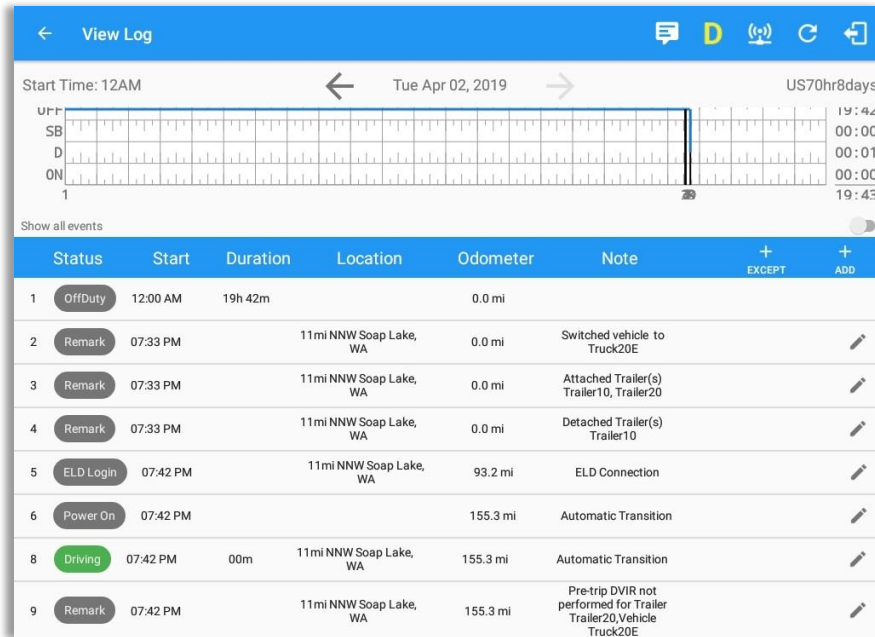 View Log
D
Start Time: 12AM
Tue Apr 02, 2019
US70hr8days
OFF
19:42
SB
00:00
D
00:01
ON
00:00
1
19:43
Show all events
Status Start Duration Location Odometer Note + EXCEPT + ADD
1 OffDuty 12:00 AM 19h 42m 0.0 mi
2 Remark 07:33 PM 11mi NNW Soap Lake, WA 0.0 mi Switched vehicle to Truck20E
3 Remark 07:33 PM 11mi NNW Soap Lake, WA 0.0 mi Attached Trailer(s) Trailer10, Trailer20
4 Remark 07:33 PM 11mi NNW Soap Lake, WA 0.0 mi Detached Trailer(s) Trailer10
5 ELD Login 07:42 PM 11mi NNW Soap Lake, WA 93.2 mi ELD Connection
6 Power On 07:42 PM 155.3 mi Automatic Transition
8 Driving 07:42 PM 00m 11mi NNW Soap Lake, WA 155.3 mi Automatic Transition
9 Remark 07:42 PM 11mi NNW Soap Lake, WA 155.3 mi Pre-trip DVIR not performed for Trailer Trailer20,Vehicle Truck20E